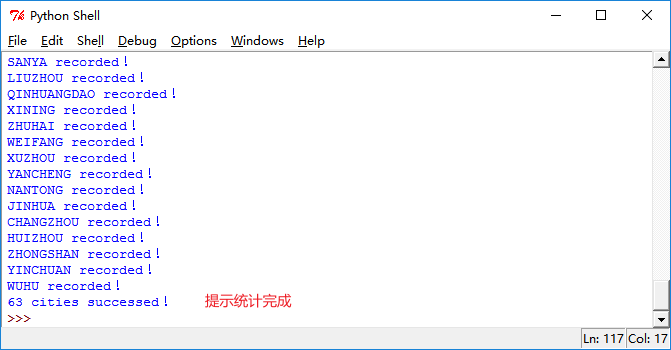 Python Shell
File Edit Shell Debug Options Windows Help
SANYA recorded！
LIUZHOU recorded！
QINHUANGDAO recorded！
XINING recorded！
ZHUHAI recorded！
WEIFANG recorded！
XUZHOU recorded！
YANCHENG recorded！
NANTONG recorded！
JINHUA recorded！
CHANGZHOU recorded！
HUIZHOU recorded！
ZHONGSHAN recorded！
YINCHUAN recorded！
WUHU recorded！
63 cities successed！ 提示统计完成
>>>
Ln: 117 Col: 17